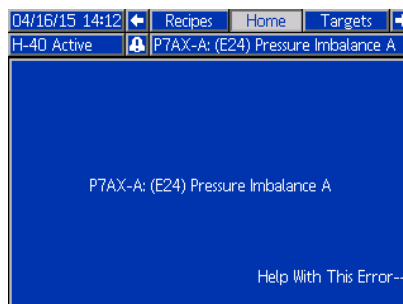 04/16/15 14:12 Recipes Home Targets
H-40 Active P7AX-A: (E24) Pressure Imbalance A
P7AX-A: (E24) Pressure Imbalance A
Help With This Error--